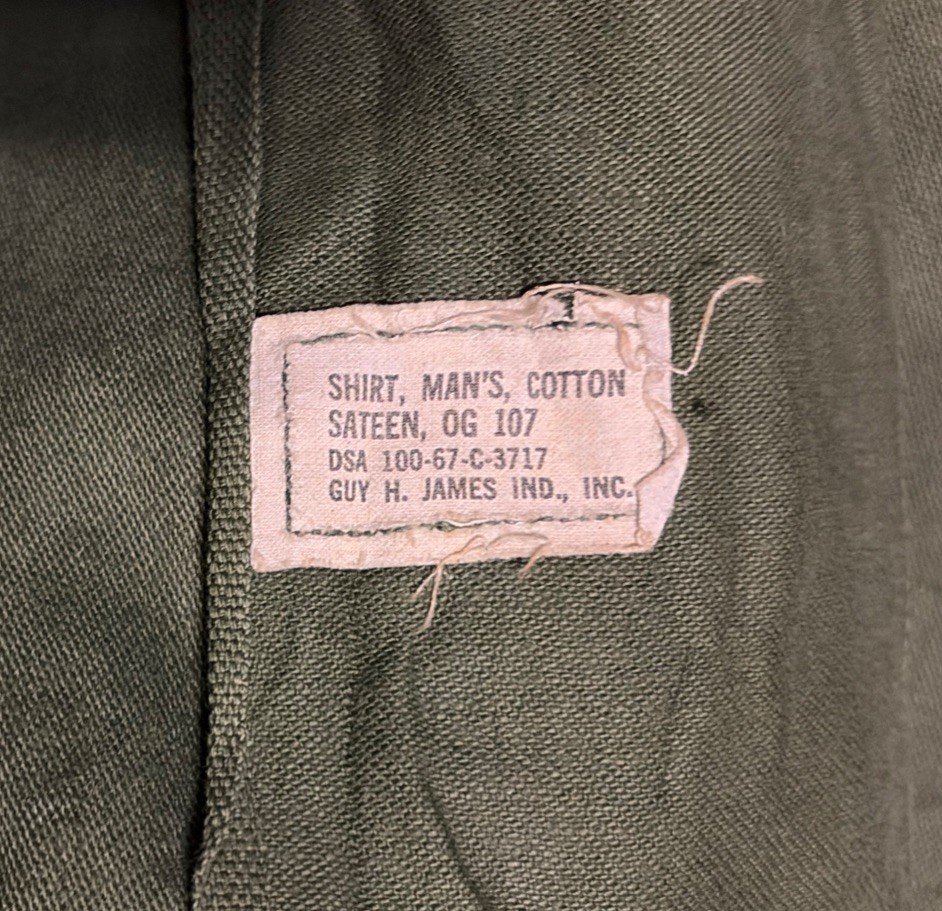 SHIRT, MAN'S, COTTON
SATEEN, OG 107
DSA 100-67-C-3717
GUY H. JAMES IND., INC.